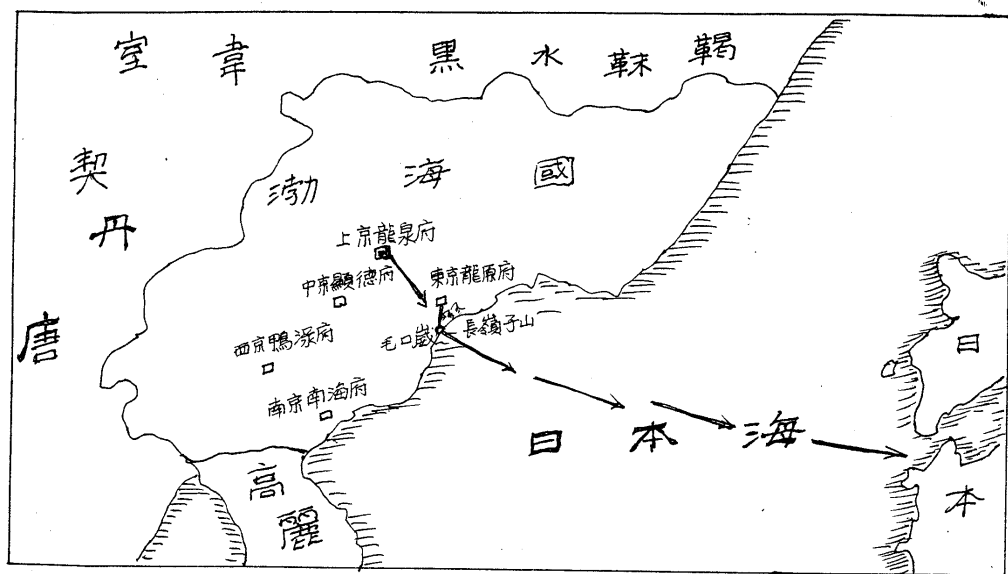 室韋
黒水靺鞨
契丹
渤海國
上京龍泉府
中京顯德府
東京龍原府
唐
西京鴨渌府
毛口崴
長嶺子山
南京南海府
日本海
日本
高麗